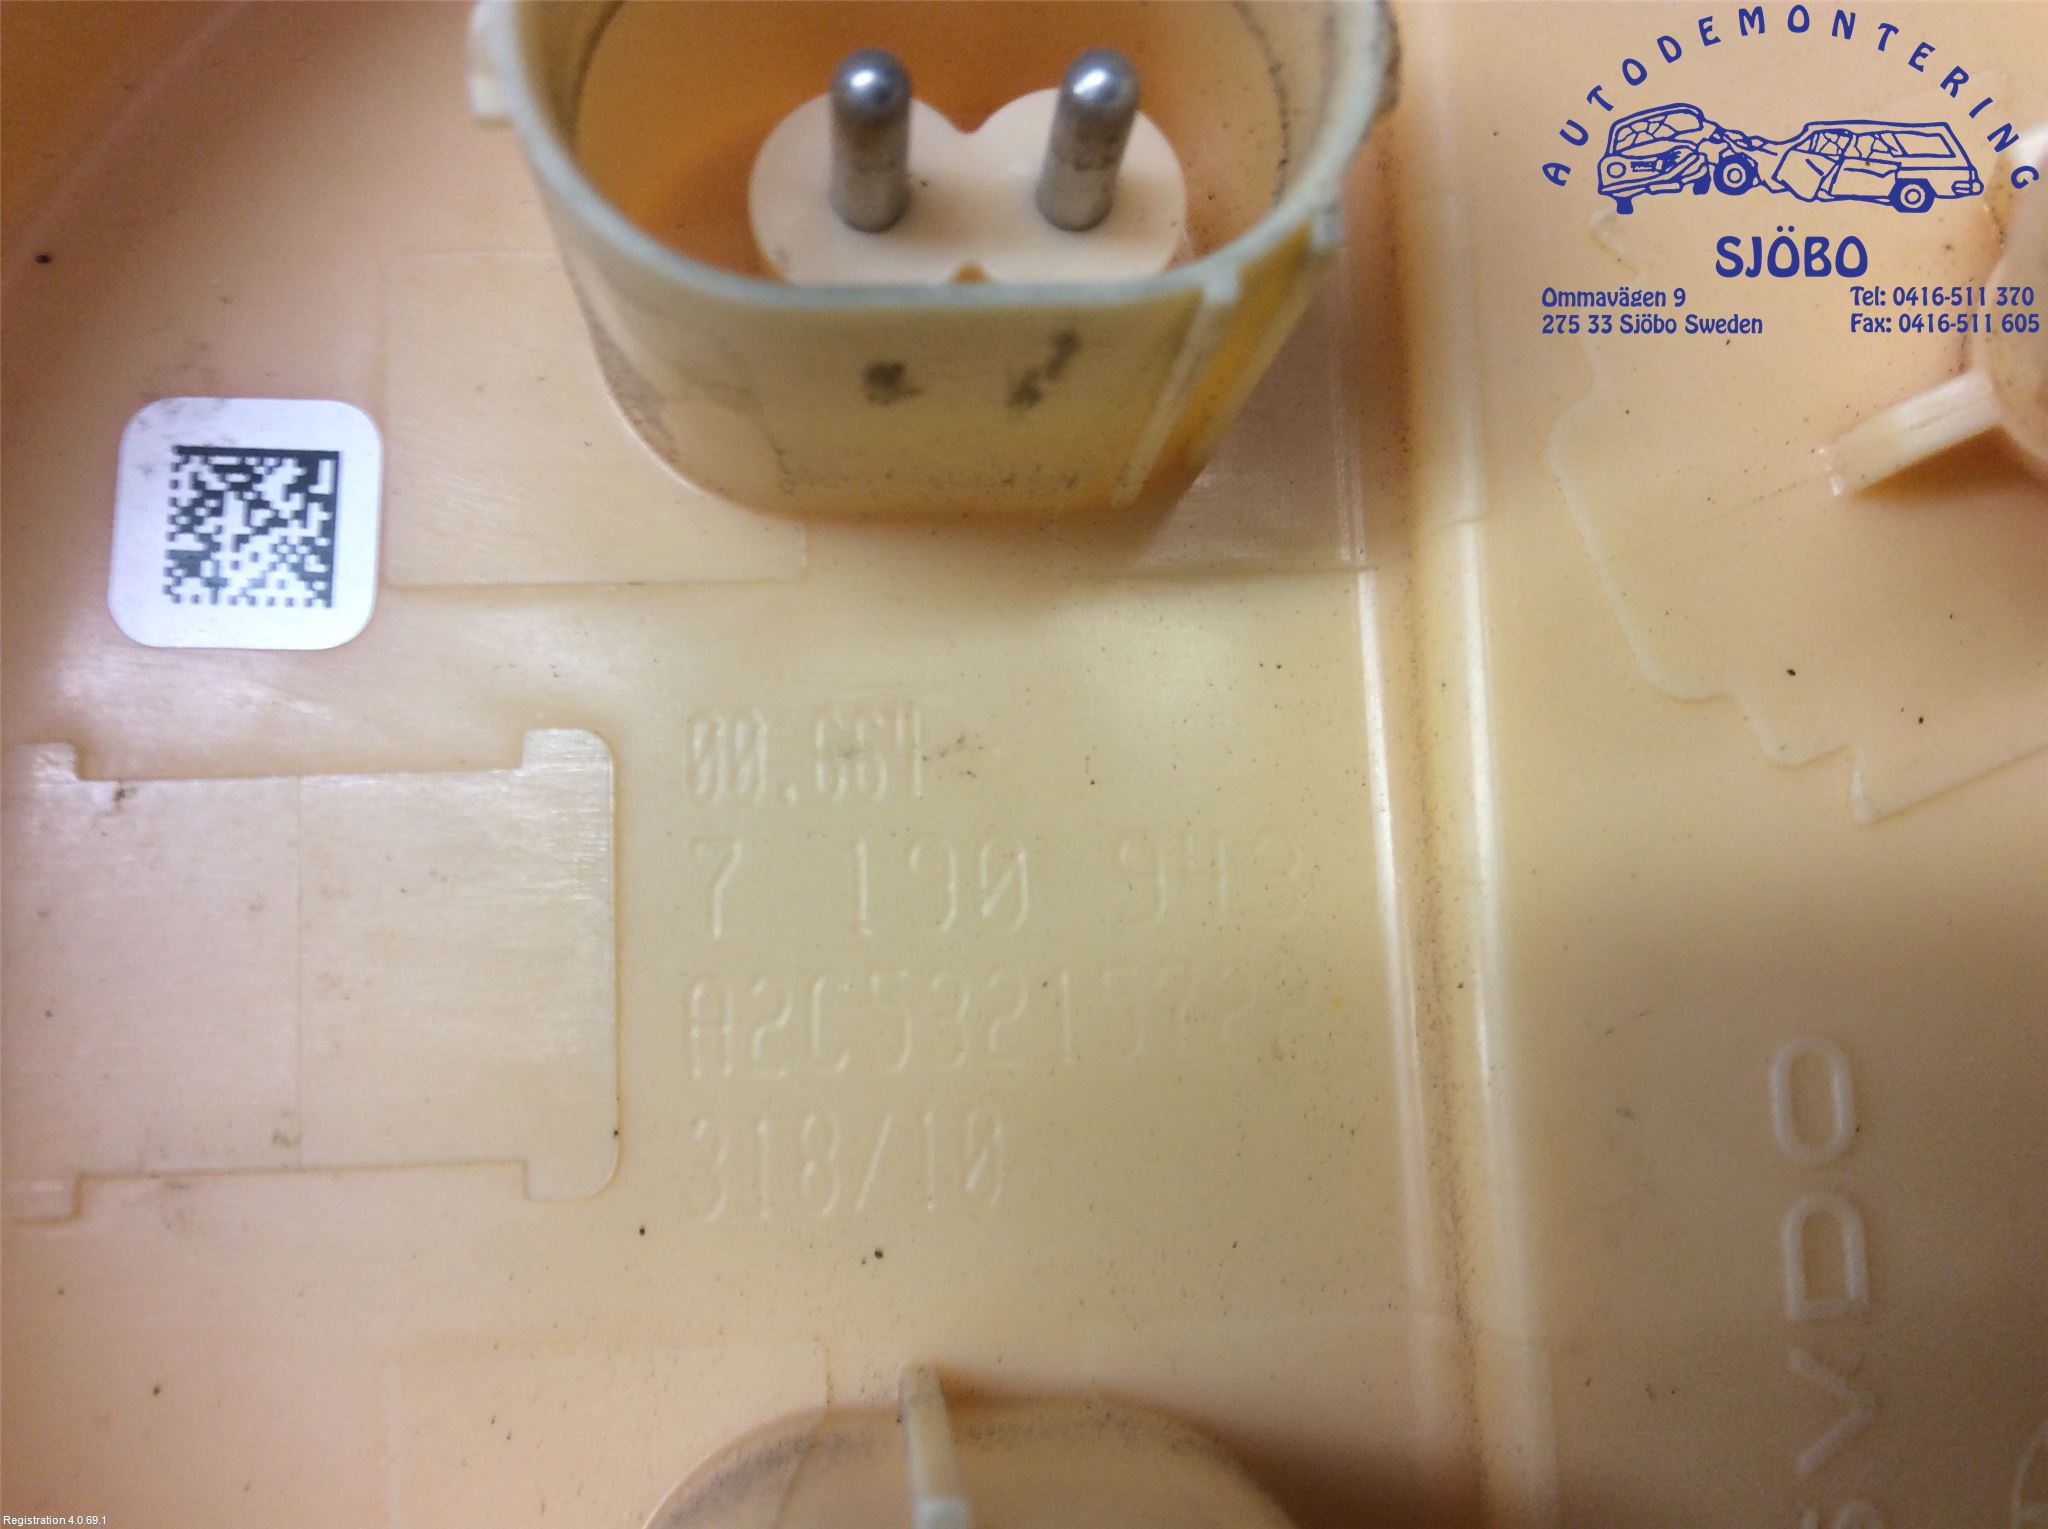 AUTODEMONTERING
SJÖBO
Ommavägen 9
275 33 Sjöbo Sweden
Tel: 0416-511 370
Fax: 0416-511 605
00.664
7 190 943
A2C53215722
318/10
VDO
Registration 4.0.69.1